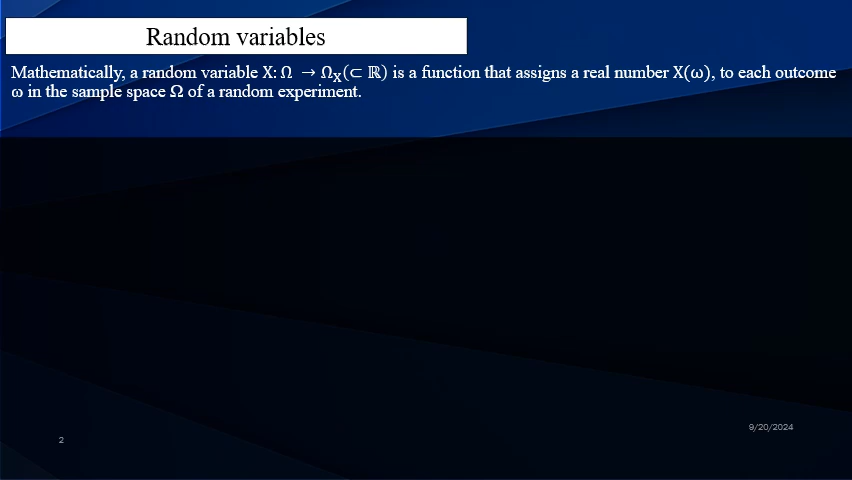 Random variables
Mathematically, a random variable X: Ω → Ω_X(⊂ ℝ) is a function that assigns a real number X(ω), to each outcome
ω in the sample space Ω of a random experiment.
9/20/2024
2